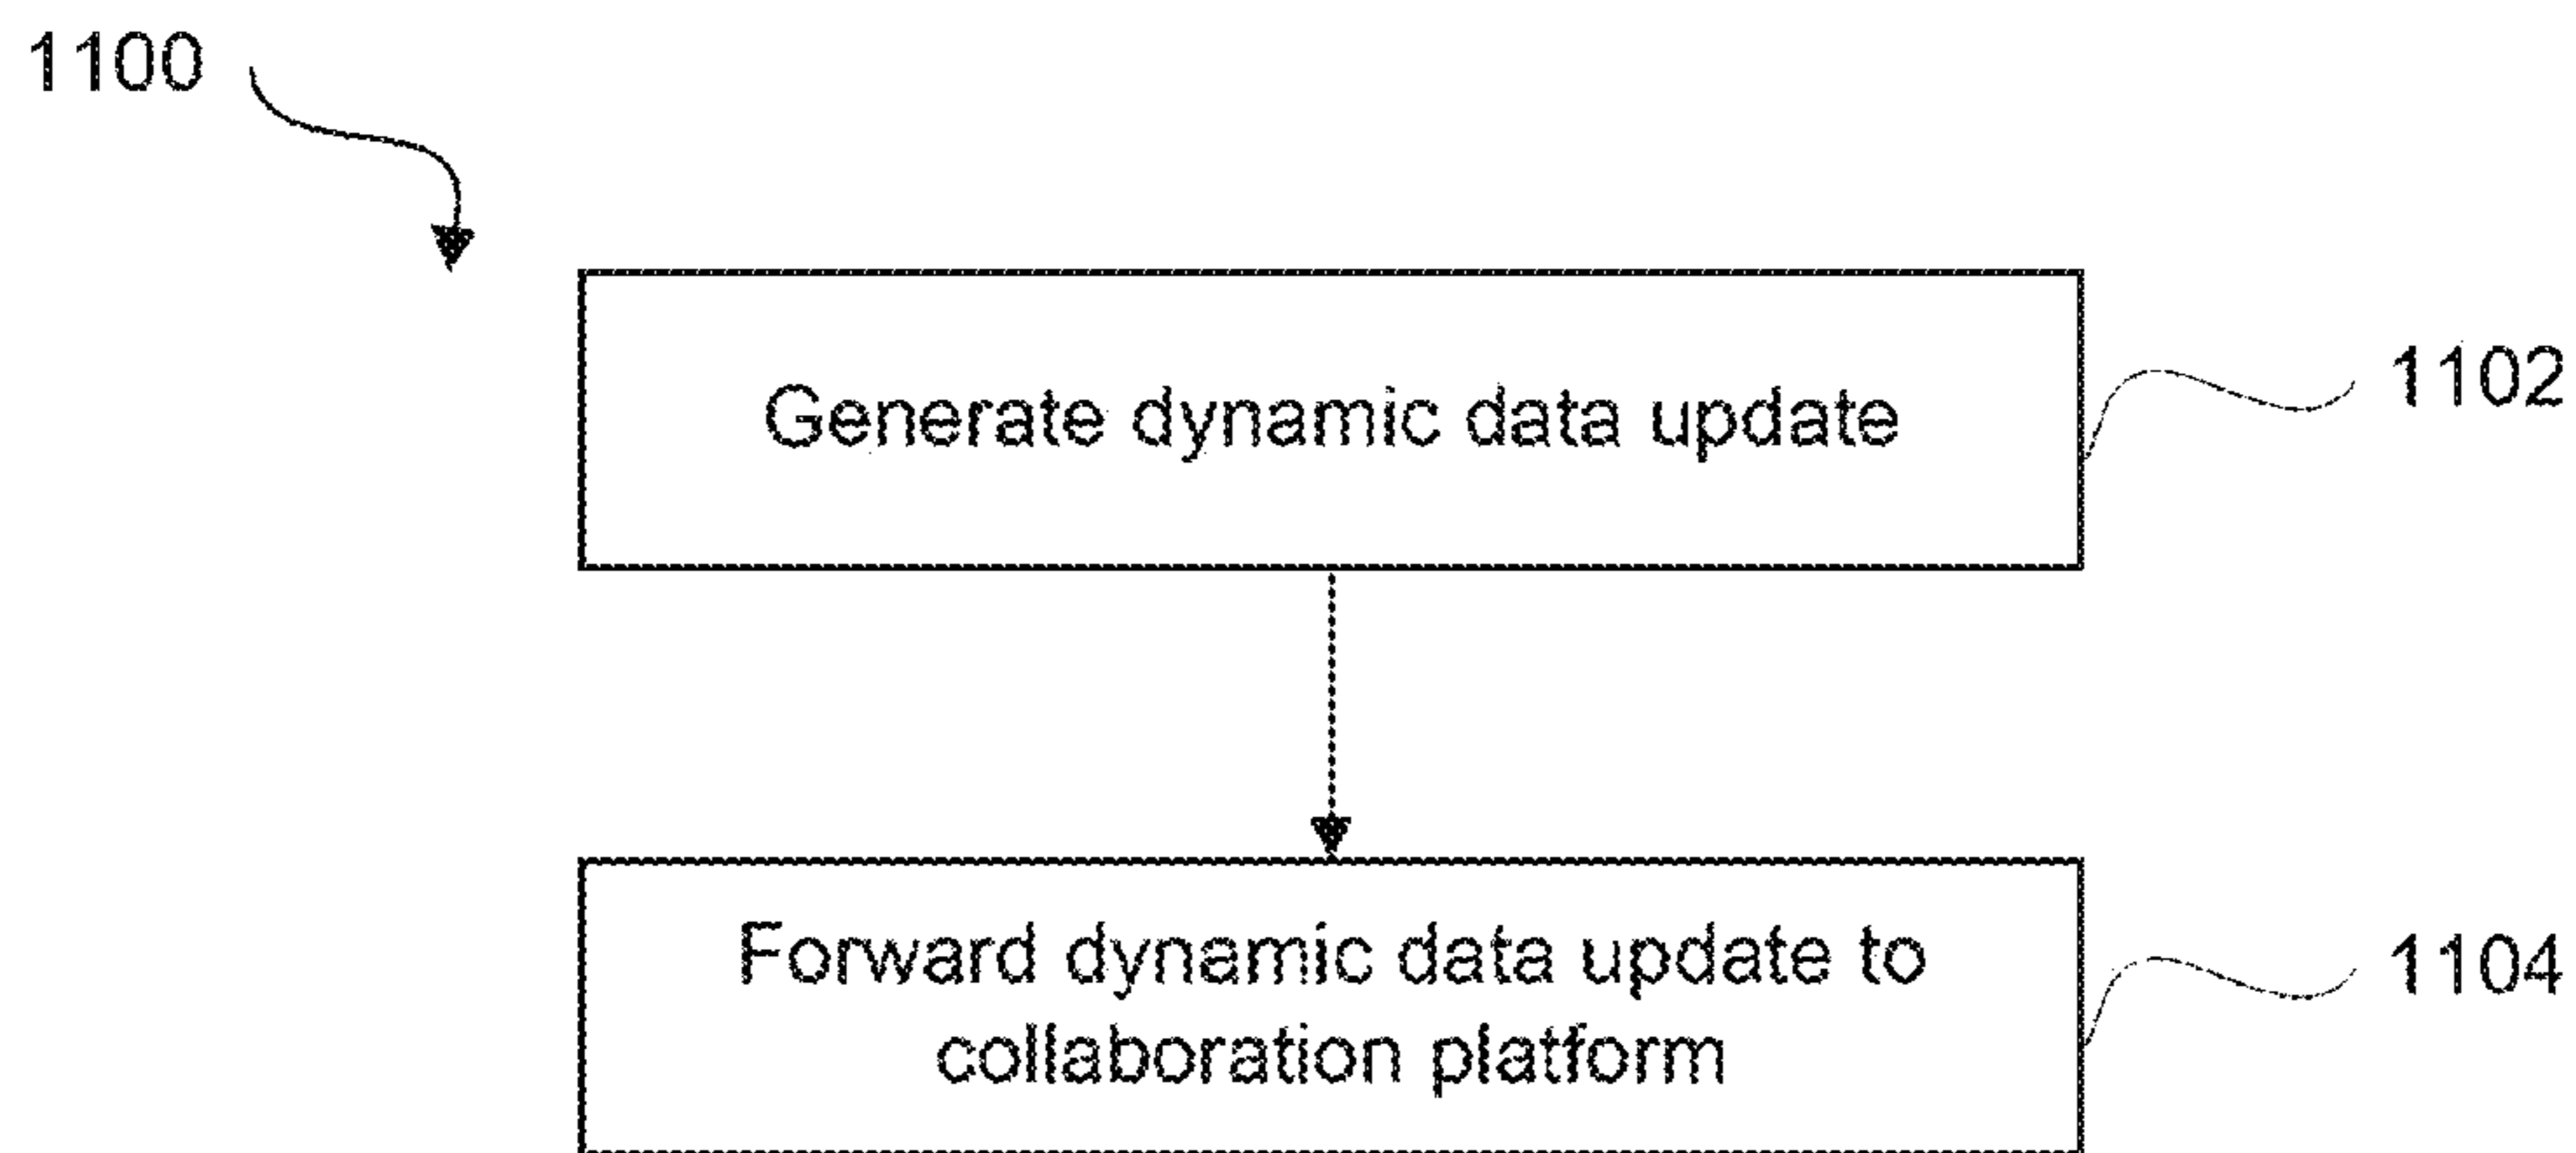 1100
Generate dynamic data update
1102
Forward dynamic data update to
collaboration platform
1104